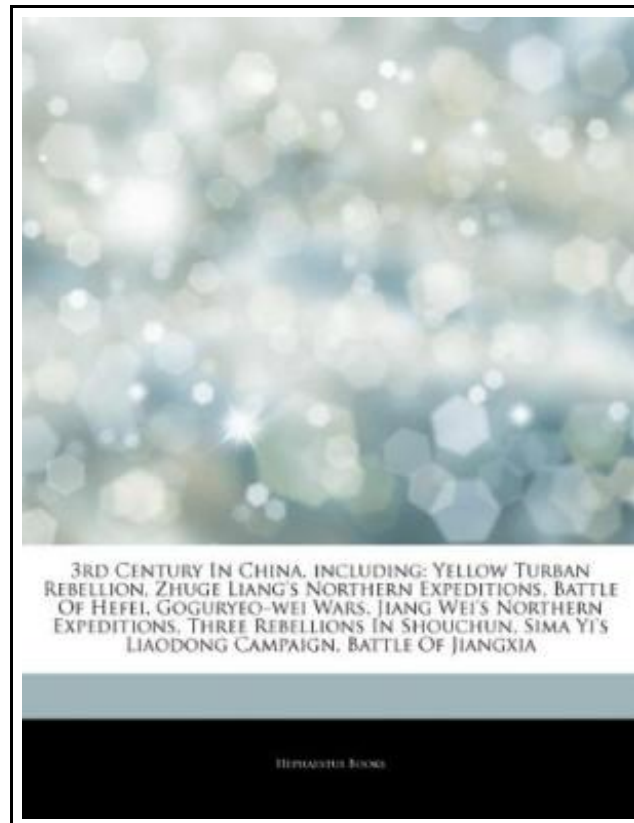 3RD CENTURY IN CHINA, INCLUDING: YELLOW TURBAN
REBELLION, ZHUGE LIANG'S NORTHERN EXPEDITIONS, BATTLE
OF HEFEI, GOGURYEO-WEI WARS, JIANG WEI'S NORTHERN
EXPEDITIONS, THREE REBELLIONS IN SHOUCHUN, SIMA YI'S
LIAODONG CAMPAIGN, BATTLE OF JIANGXIA
HEPHAESTUS BOOKS